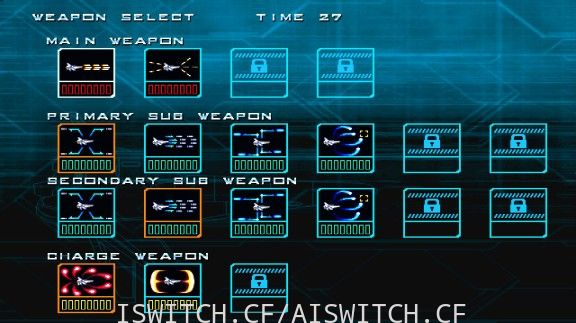 WEAPON SELECT TIME 27
MAIN WEAPON
PRIMARY SUB WEAPON
SECONDARY SUB WEAPON
CHARGE WEAPON
ISWITCH.CF/AISWITCH.CF